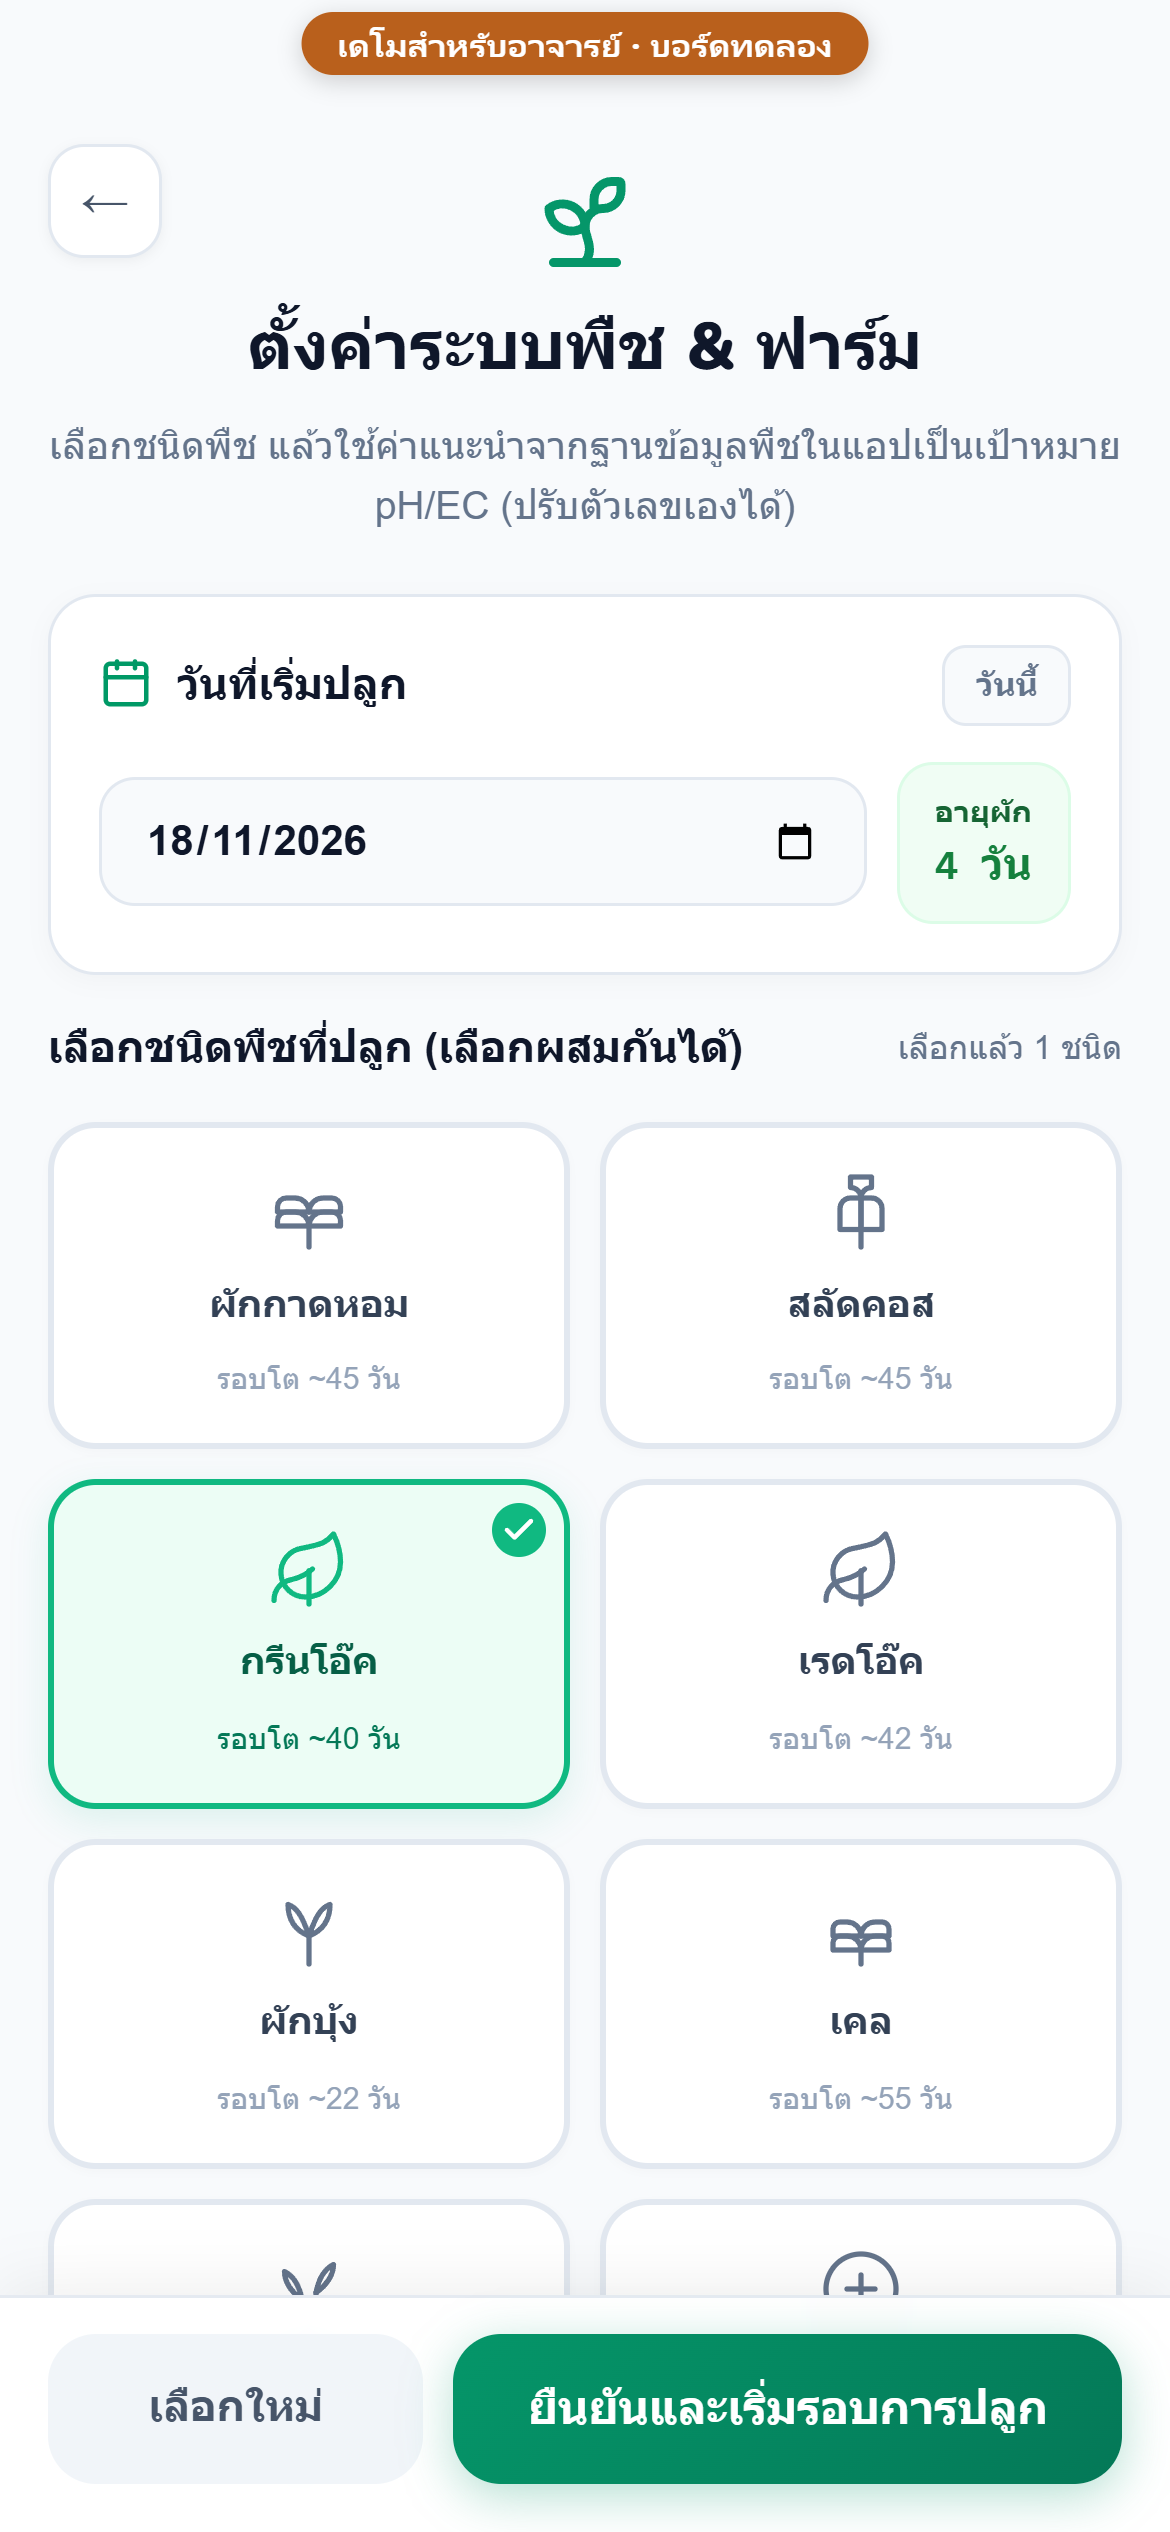 เดโมสำหรับอาจารย์ · บอร์ดทดลอง
ตั้งค่าระบบพืช & ฟาร์ม
เลือกชนิดพืช แล้วใช้ค่าแนะนำจากฐานข้อมูลพืชในแอปเป็นเป้าหมาย
pH/EC (ปรับตัวเลขเองได้)
วันที่เริ่มปลูก
วันนี้
18/11/2026
อายุผัก
4 วัน
เลือกชนิดพืชที่ปลูก (เลือกผสมกันได้)
เลือกแล้ว 1 ชนิด
ผักกาดหอม
รอบโต ~45 วัน
สลัดคอส
รอบโต ~45 วัน
กรีนโอ๊ค
รอบโต ~40 วัน
เรดโอ๊ค
รอบโต ~42 วัน
ผักบุ้ง
รอบโต ~22 วัน
เคล
รอบโต ~55 วัน
เลือกใหม่
ยืนยันและเริ่มรอบการปลูก